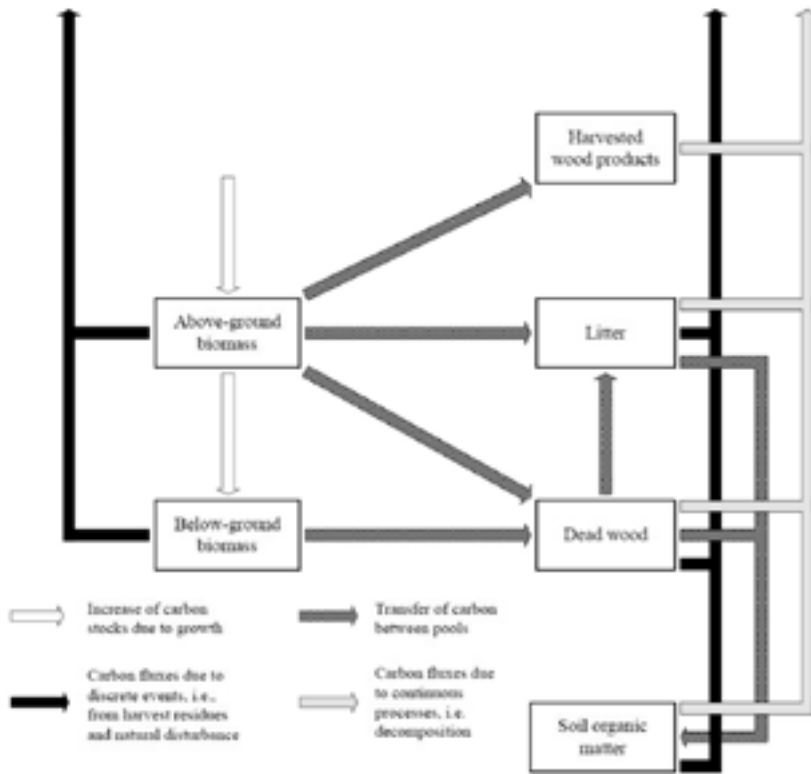 Harvested
wood products
Above-ground
biomass
Litter
Below-ground
biomass
Dead wood
Increase of carbon
stocks due to growth
Transfer of carbon
between pools
Carbon fluxes due to
discrete events, i.e.,
from harvest residues
and natural disturbance
Carbon fluxes due
to continuous
processes, i.e.
decomposition
Soil organic
matter